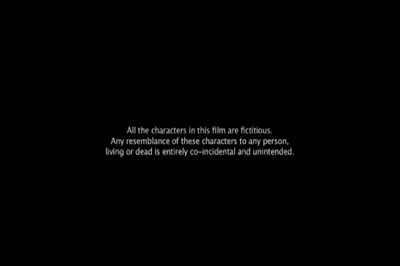 All the characters in this film are fictitious.
Any resemblance of these characters to any person,
living or dead is entirely co-incidental and unintended.